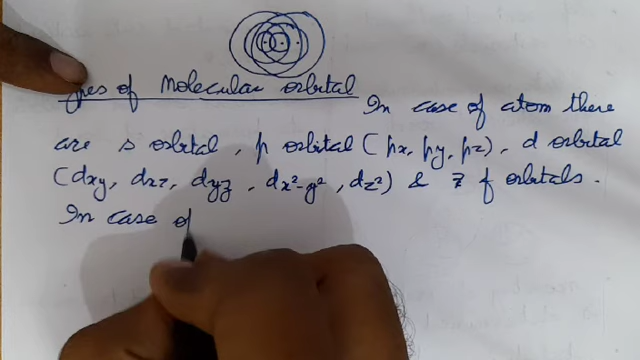 Types of Molecular orbital
In case of atom there
are s orbital, p orbital (px, py, pz), d orbital
(dxy, dxz, dyz, dx²-y², dz²) & 7 f orbitals.
In case of